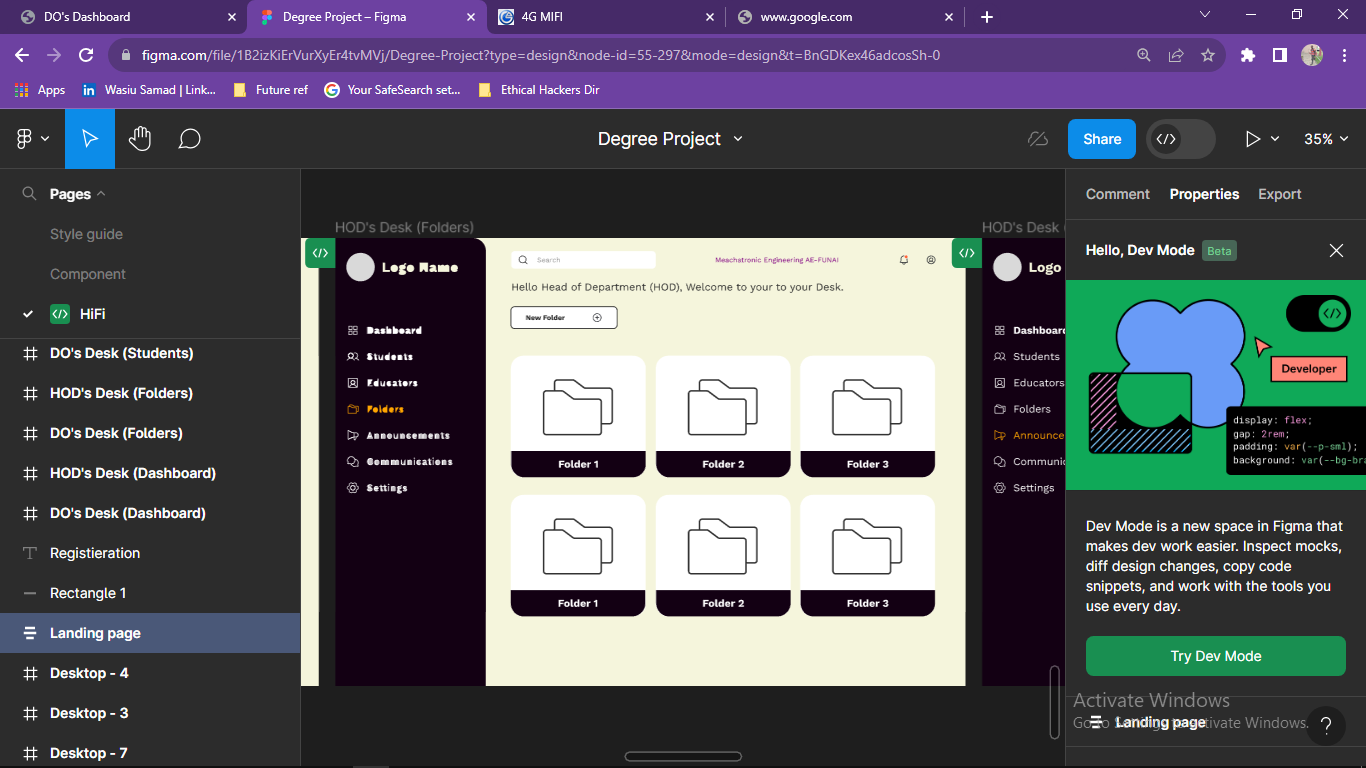 DO's Dashboard
Degree Project – Figma
4G MIFI
www.google.com
figma.com/file/1B2izKiErVurXyEr4tvMVj/Degree-Project?type=design&node-id=55-297&mode=design&t=BnGDKex46adcosSh-0
Apps
Wasiu Samad | Link...
Future ref
Your SafeSearch set...
Ethical Hackers Dir
Degree Project
Share
35%
Pages
Style guide
Component
HiFi
DO's Desk (Students)
HOD's Desk (Folders)
DO's Desk (Folders)
HOD's Desk (Dashboard)
DO's Desk (Dashboard)
Registieration
Rectangle 1
Landing page
Desktop - 4
Desktop - 3
Desktop - 7
HOD's Desk (Folders)
Logo Name
Dashboard
Students
Educators
Folders
Announcements
Communications
Settings
Search
Meachatronic Engineering AE-FUNAI
Hello Head of Department (HOD), Welcome to your to your Desk.
New Folder
Folder 1
Folder 2
Folder 3
Folder 1
Folder 2
Folder 3
HOD's Desk (
Logo
Dashboar
Students
Educators
Folders
Announce
Communic
Settings
Comment
Properties
Export
Hello, Dev Mode
Beta
Developer
display: flex;
gap: 2rem;
padding: var(--p-sml);
background: var(--bg-bra
Dev Mode is a new space in Figma that
makes dev work easier. Inspect mocks,
diff design changes, copy code
snippets, and work with the tools you
use every day.
Try Dev Mode
Activate Windows
Go to Settings to activate Windows.
Landing page
?